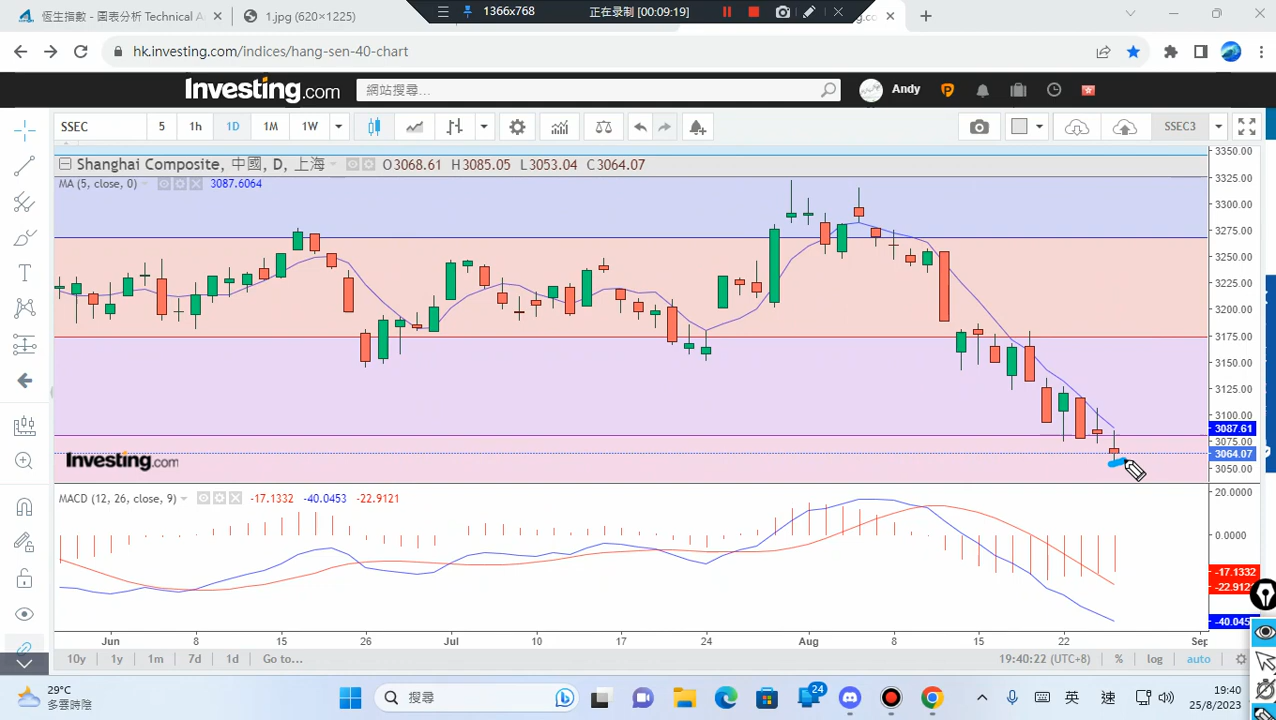 恆生指數 - 圖表分析 Technical A
1.jpg (620×1225)
1366x768
正在录制 [00:09:19]
hk.investing.com/indices/hang-sen-40-chart
Investing.com
網站搜尋...
Andy
SSEC
5 1h 1D 1M 1W
SSEC3
Shanghai Composite, 中國, D, 上海 O3068.61 H3085.05 L3053.04 C3064.07
MA (5, close, 0) 3087.6064
3350.00
3325.00
3300.00
3275.00
3250.00
3225.00
3200.00
3175.00
3150.00
3125.00
3100.00
3087.61
3075.00
3064.07
3050.00
Investing.com
MACD (12, 26, close, 9) -17.1332 -40.0453 -22.9121
20.0000
0.0000
-17.1332
-22.912
-40.045
Jun 8 15 26 Jul 10 17 24 Aug 8 15 22 Sep
10y 1y 1m 7d 1d Go to... 19:40:22 (UTC+8) % log auto
29°C
多雲時陰
搜尋
24
英
速
19:40
25/8/2023